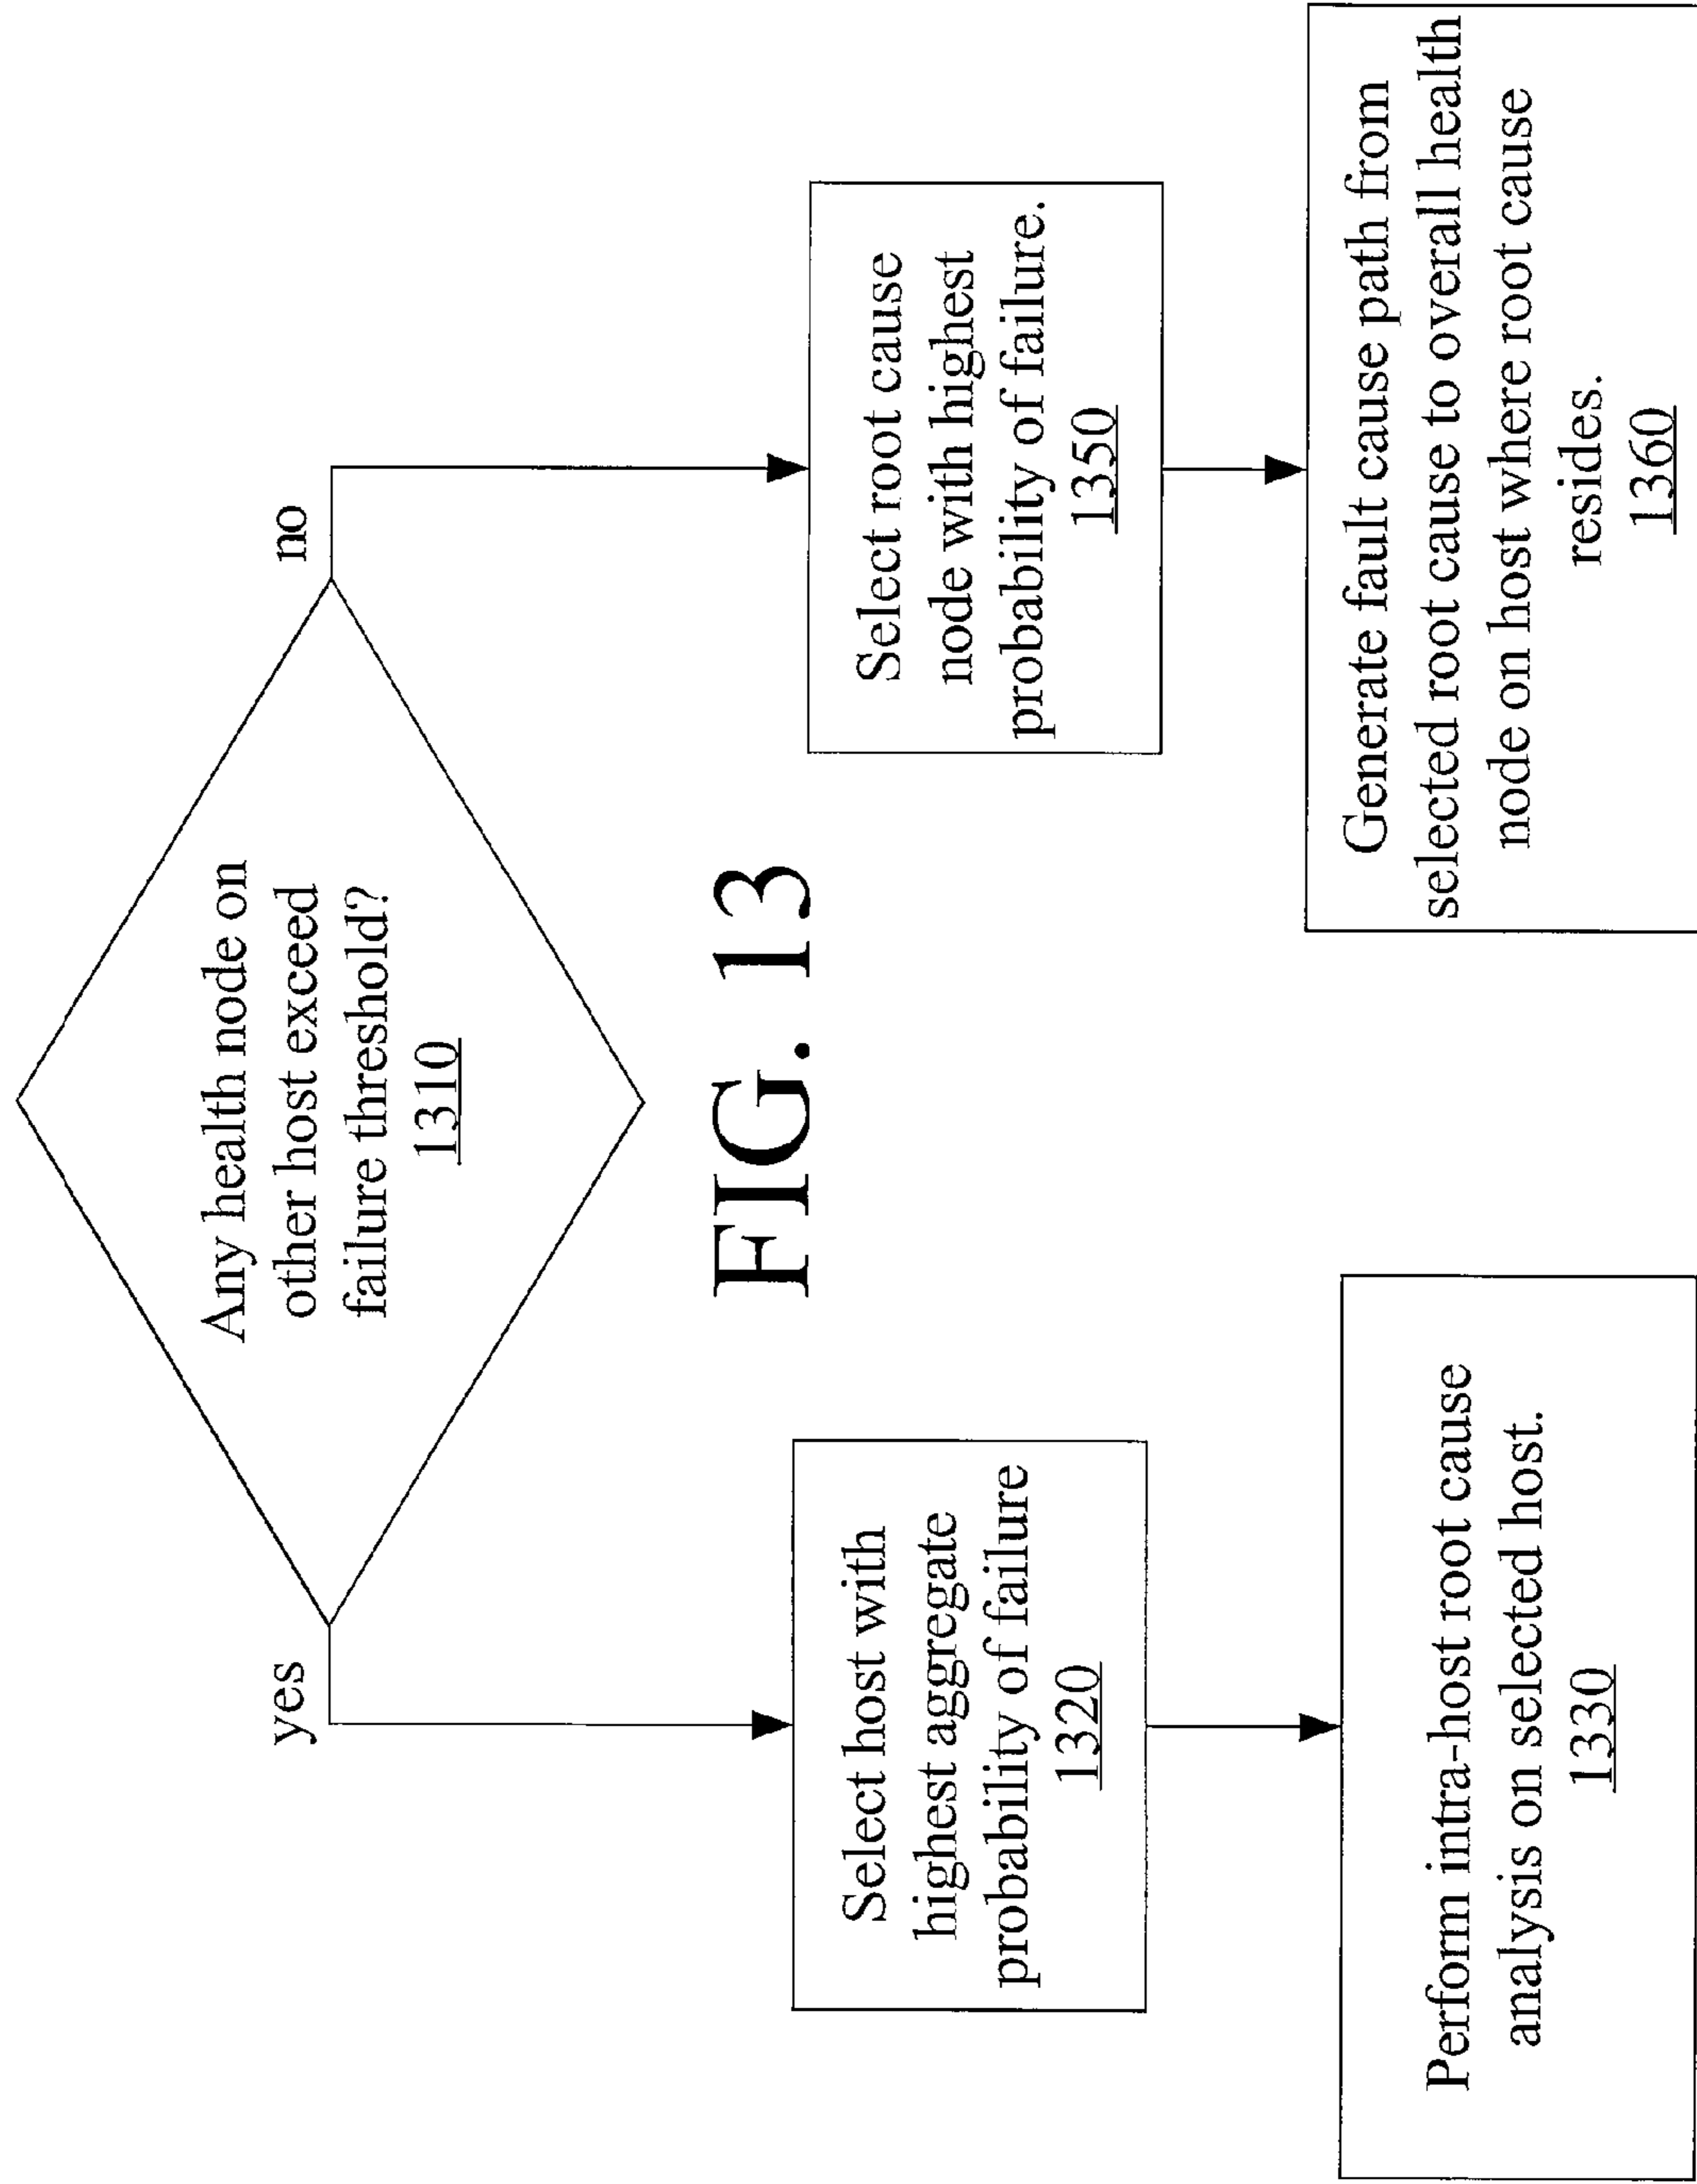 Any health node on
other host exceed
failure threshold?
1310
yes
no
Select host with
highest aggregate
probability of failure
1320
Select root cause
node with highest
probability of failure.
1350
Perform intra-host root cause
analysis on selected host.
1330
Generate fault cause path from
selected root cause to overall health
node on host where root cause
resides.
1360
FIG. 13